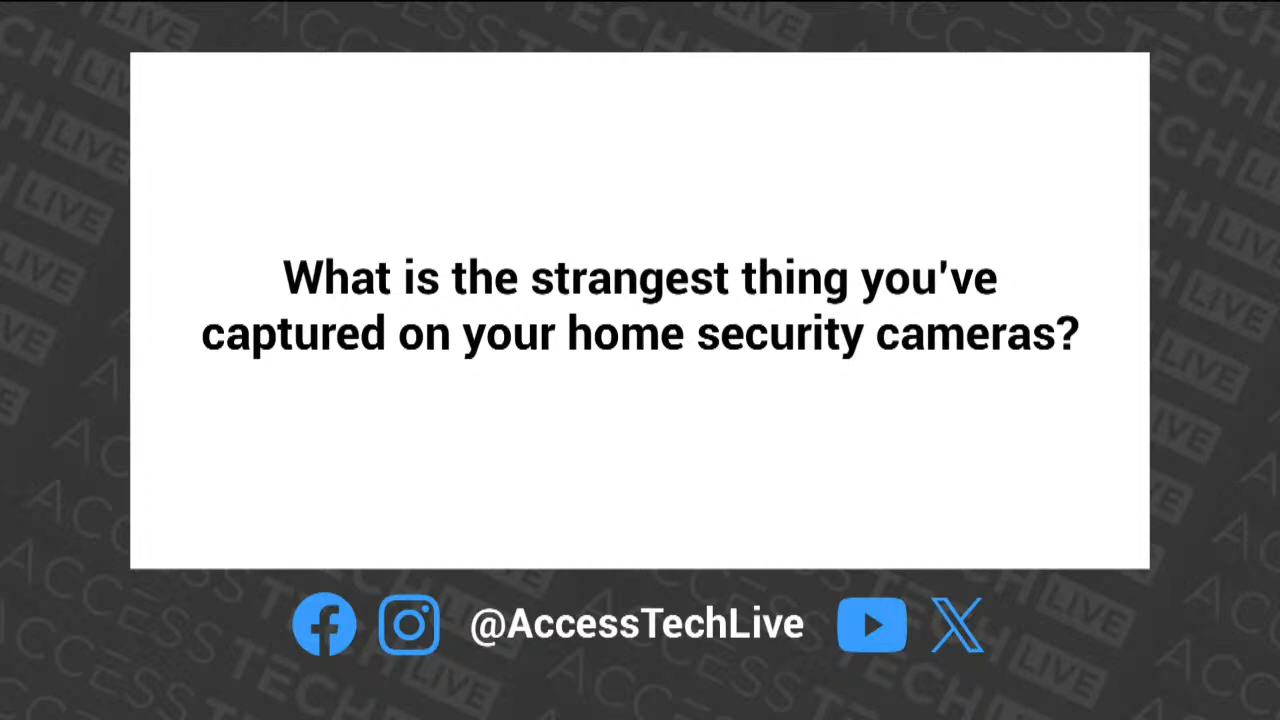 What is the strangest thing you've
captured on your home security cameras?
@AccessTechLive